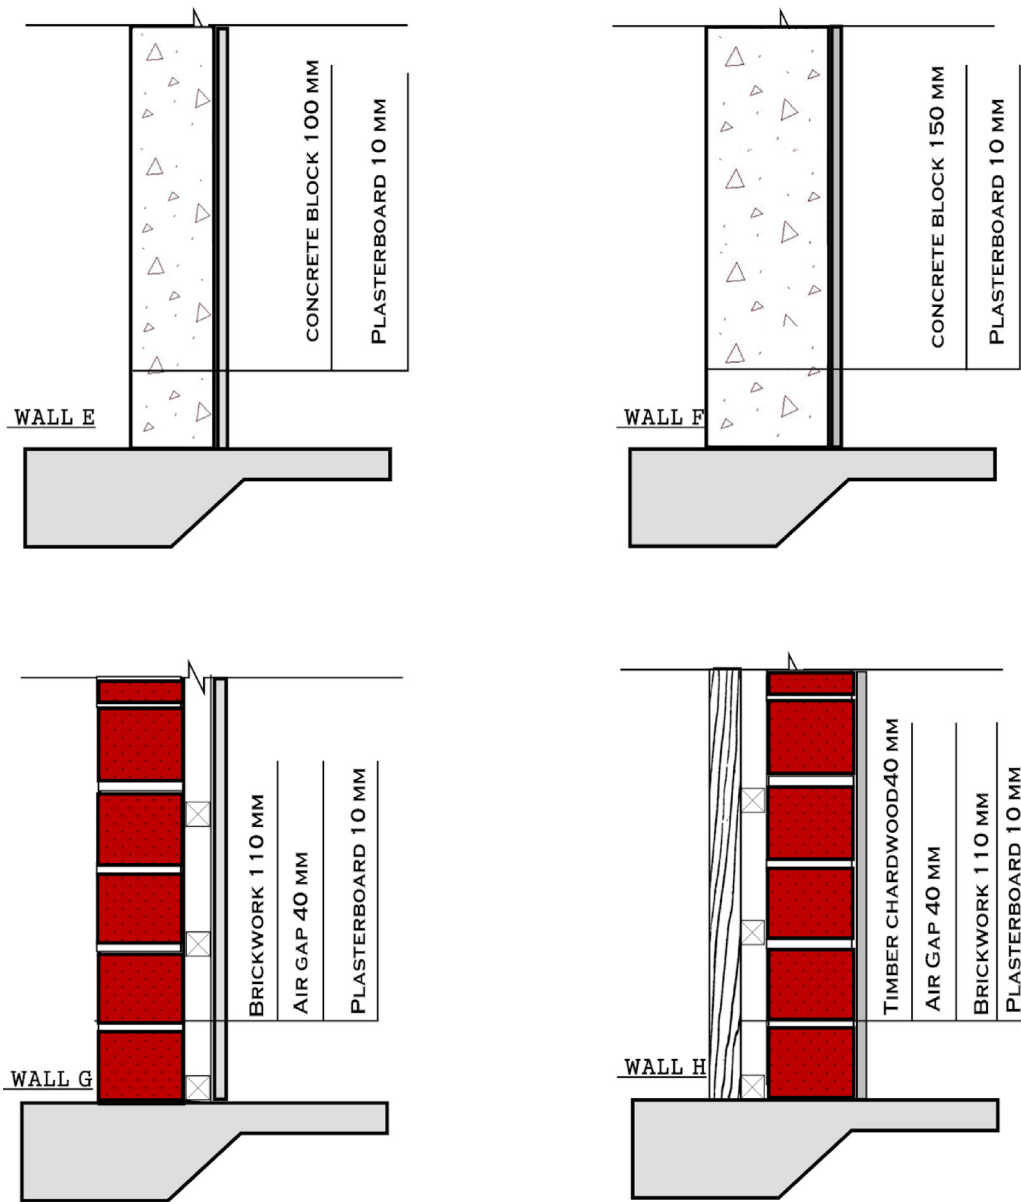 CONCRETE BLOCK 100 MM
PLASTERBOARD 10 MM
WALL E
CONCRETE BLOCK 150 MM
PLASTERBOARD 10 MM
WALL F
BRICKWORK 110 MM
AIR GAP 40 MM
PLASTERBOARD 10 MM
WALL G
TIMBER CHARDWOOD40 MM
AIR GAP 40 MM
BRICKWORK 110 MM
PLASTERBOARD 10 MM
WALL H